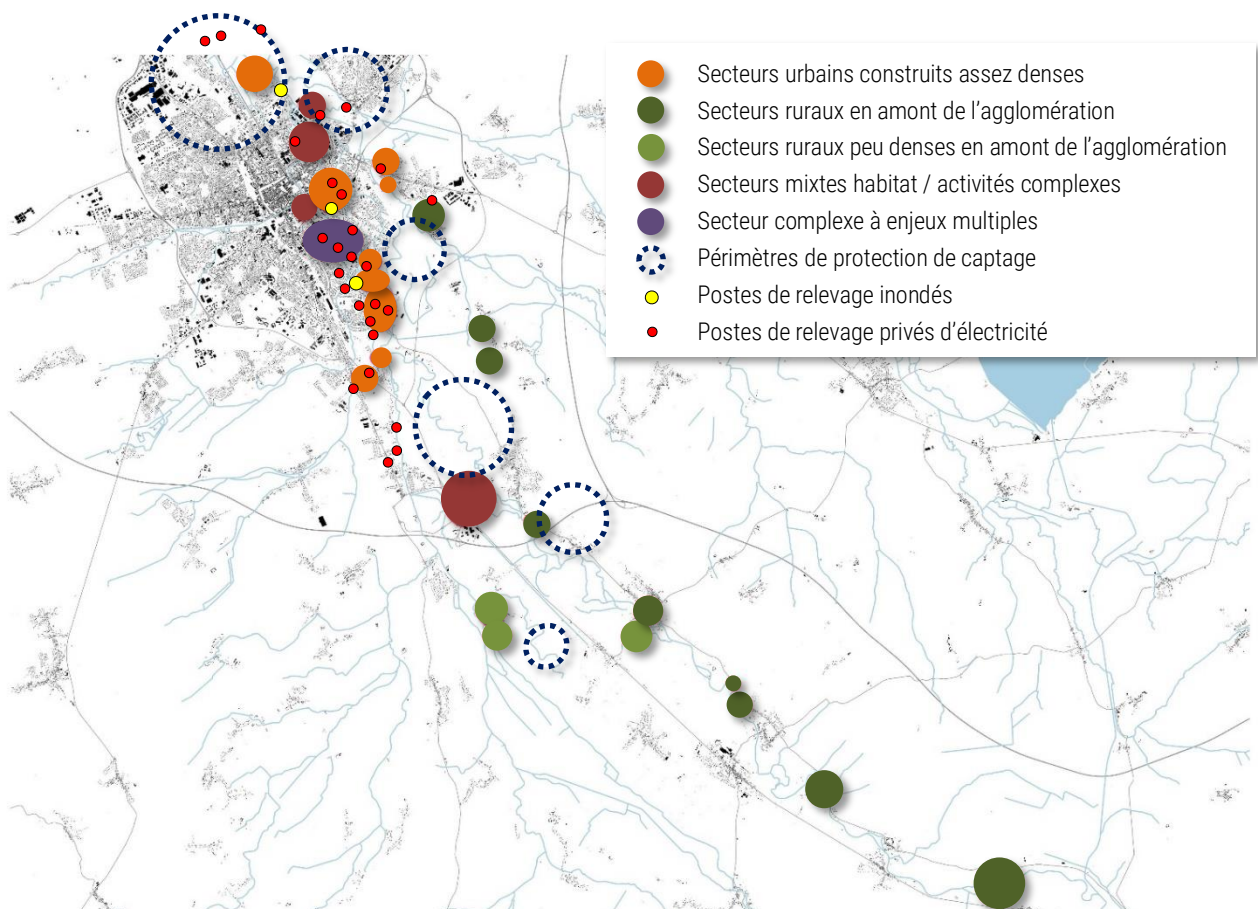 Secteurs urbains construits assez denses
Secteurs ruraux en amont de l’agglomération
Secteurs ruraux peu denses en amont de l’agglomération
Secteurs mixtes habitat / activités complexes
Secteur complexe à enjeux multiples
Périmètres de protection de captage
Postes de relevage inondés
Postes de relevage privés d’électricité